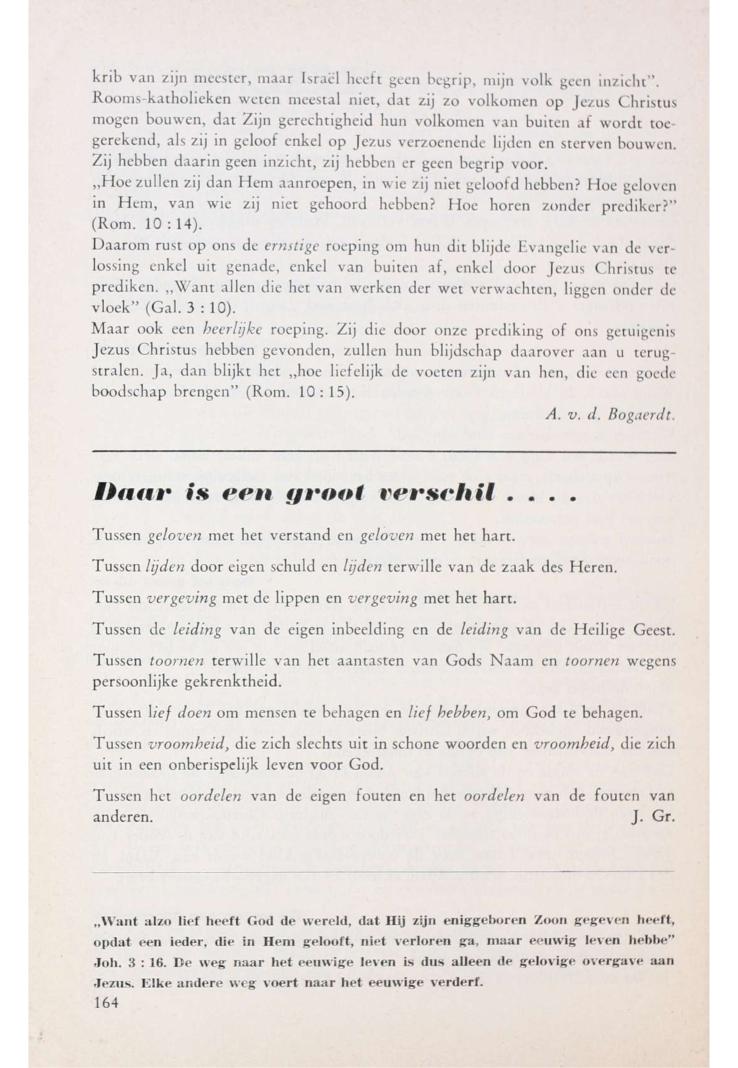 krib van zijn meester, maar Israël heeft geen begrip, mijn volk geen inzicht”.
Rooms-katholieken weten meestal niet, dat zij zo volkomen op Jezus Christus
mogen bouwen, dat Zijn gerechtigheid hun volkomen van buiten af wordt toe-
gerekend, als zij in geloof enkel op Jezus verzoenende lijden en sterven bouwen.
Zij hebben daarin geen inzicht, zij hebben er geen begrip voor.
„Hoe zullen zij dan Hem aanroepen, in wie zij niet geloofd hebben? Hoe geloven
in Hem, van wie zij niet gehoord hebben? Hoe horen zonder prediker?”
(Rom. 10 : 14).
Daarom rust op ons de ernstige roeping om hun dit blijde Evangelie van de ver-
lossing enkel uit genade, enkel van buiten af, enkel door Jezus Christus te
prediken. „Want allen die het van werken der wet verwachten, liggen onder de
vloek” (Gal. 3 : 10).
Maar ook een heerlijke roeping. Zij die door onze prediking of ons getuigenis
Jezus Christus hebben gevonden, zullen hun blijdschap daarover aan u terug-
stralen. Ja, dan blijkt het „hoe liefelijk de voeten zijn van hen, die een goede
boodschap brengen” (Rom. 10 : 15).
A. v. d. Bogaerdt.
Daar is een groot verschil . . . .
Tussen geloven met het verstand en geloven met het hart.
Tussen lijden door eigen schuld en lijden terwille van de zaak des Heren.
Tussen vergeving met de lippen en vergeving met het hart.
Tussen de leiding van de eigen inbeelding en de leiding van de Heilige Geest.
Tussen toornen terwille van het aantasten van Gods Naam en toornen wegens
persoonlijke gekrenktheid.
Tussen lief doen om mensen te behagen en lief hebben, om God te behagen.
Tussen vroomheid, die zich slechts uit in schone woorden en vroomheid, die zich
uit in een onberispelijk leven voor God.
Tussen het oordelen van de eigen fouten en het oordelen van de fouten van
anderen. J. Gr.
„Want alzo lief heeft God de wereld, dat Hij zijn eniggeboren Zoon gegeven heeft,
opdat een ieder, die in Hem gelooft, niet verloren ga, maar eeuwig leven hebbe”
Joh. 3 : 16. De weg naar het eeuwige leven is dus alleen de gelovige overgave aan
Jezus. Elke andere weg voert naar het eeuwige verderf.
164